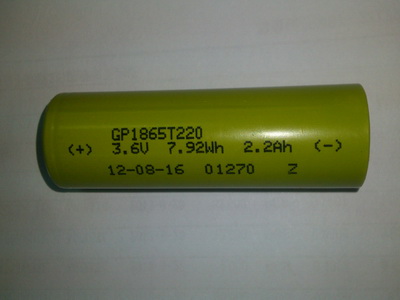 GP1865T220
(+) 3.6V 7.92Wh 2.2Ah (-)
12-08-16 01270 Z